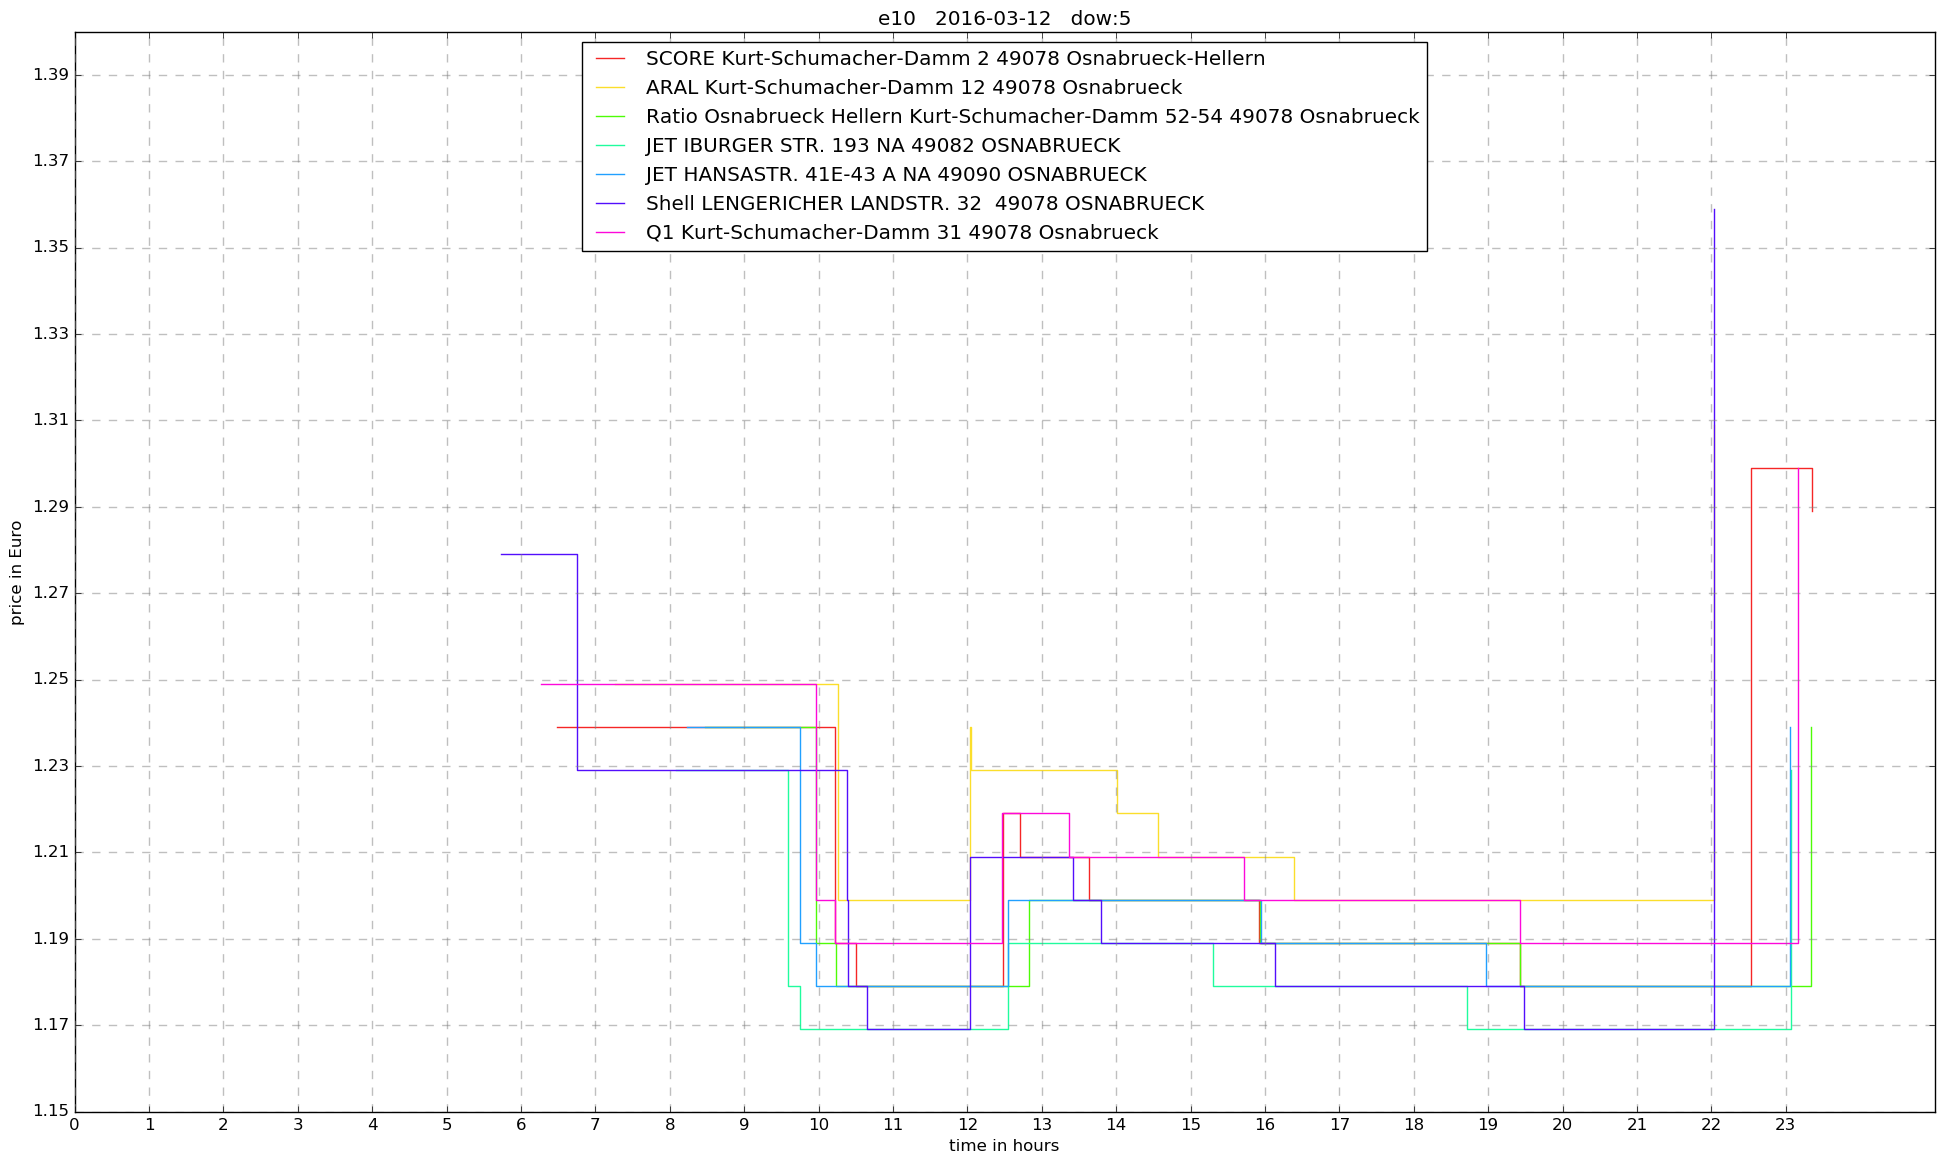 e10   2016-03-12   dow:5
SCORE Kurt-Schumacher-Damm 2 49078 Osnabrueck-Hellern
ARAL Kurt-Schumacher-Damm 12 49078 Osnabrueck
Ratio Osnabrueck Hellern Kurt-Schumacher-Damm 52-54 49078 Osnabrueck
JET IBURGER STR. 193 NA 49082 OSNABRUECK
JET HANSASTR. 41E-43 A NA 49090 OSNABRUECK
Shell LENGERICHER LANDSTR. 32  49078 OSNABRUECK
Q1 Kurt-Schumacher-Damm 31 49078 Osnabrueck
price in Euro
1.39
1.37
1.35
1.33
1.31
1.29
1.27
1.25
1.23
1.21
1.19
1.17
1.15
0 1 2 3 4 5 6 7 8 9 10 11 12 13 14 15 16 17 18 19 20 21 22 23
time in hours